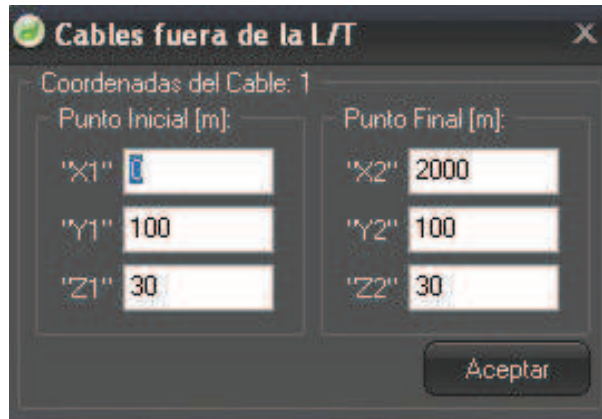 Cables fuera de la L/T
X
Coordenadas del Cable: 1
Punto Inicial [m]:
"X1" 0
"Y1" 100
"Z1" 30
Punto Final [m]:
"X2" 2000
"Y2" 100
"Z2" 30
Aceptar